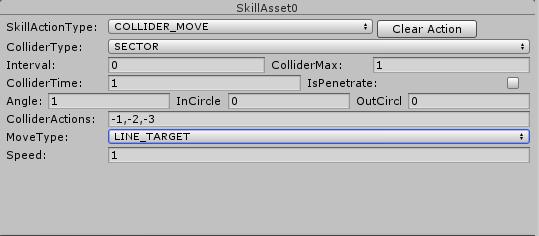 SkillAsset0
SkillActionType: COLLIDER_MOVE Clear Action
ColliderType: SECTOR
Interval: 0 ColliderMax: 1
ColliderTime: 1 IsPenetrate:
Angle: 1 InCircle 0 OutCircl 0
ColliderActions: -1,-2,-3
MoveType: LINE_TARGET
Speed: 1